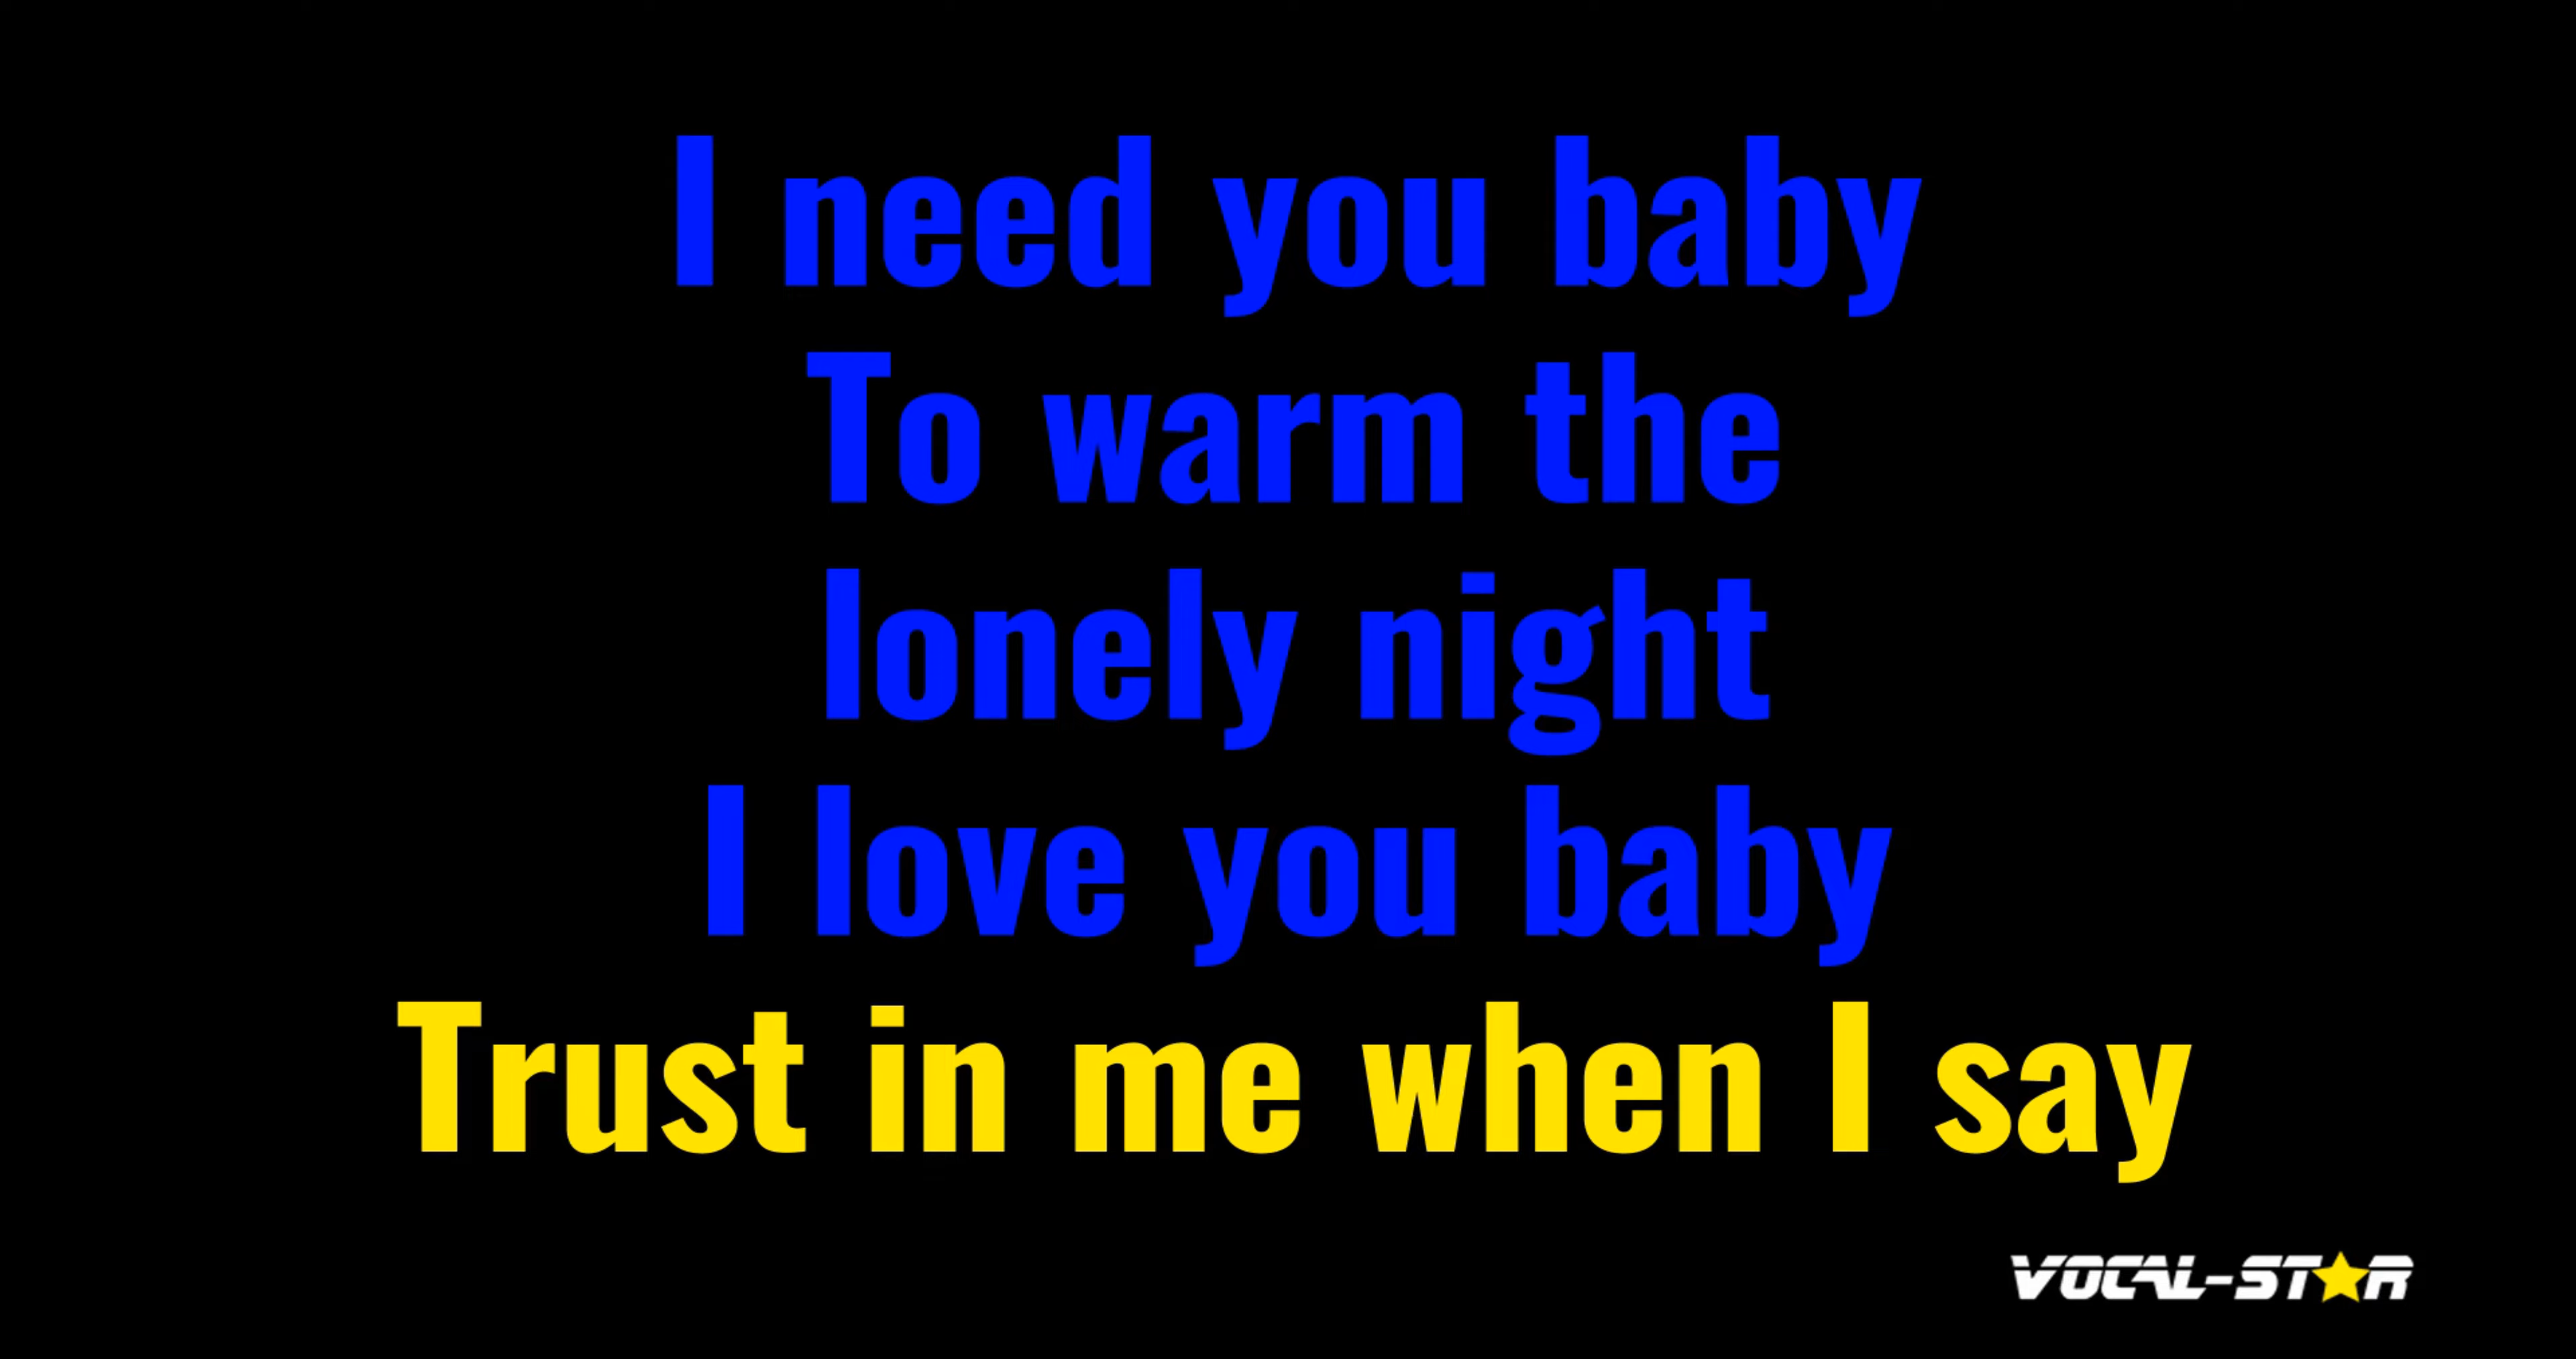 I need you baby
To warm the
lonely night
I love you baby
Trust in me when I say
VOCAL-STAR